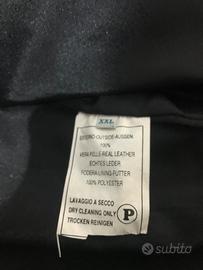 XXL
ESTERNO-OUTSIDE-AUSSEN
100%
VERA PELLE-REAL LEATHER
ECHTES LEDER
FODERA-LINING-FUTTER
100% POLYESTER
LAVAGGIO A SECCO
DRY CLEANING ONLY
TROCKEN REINIGEN
P
subito